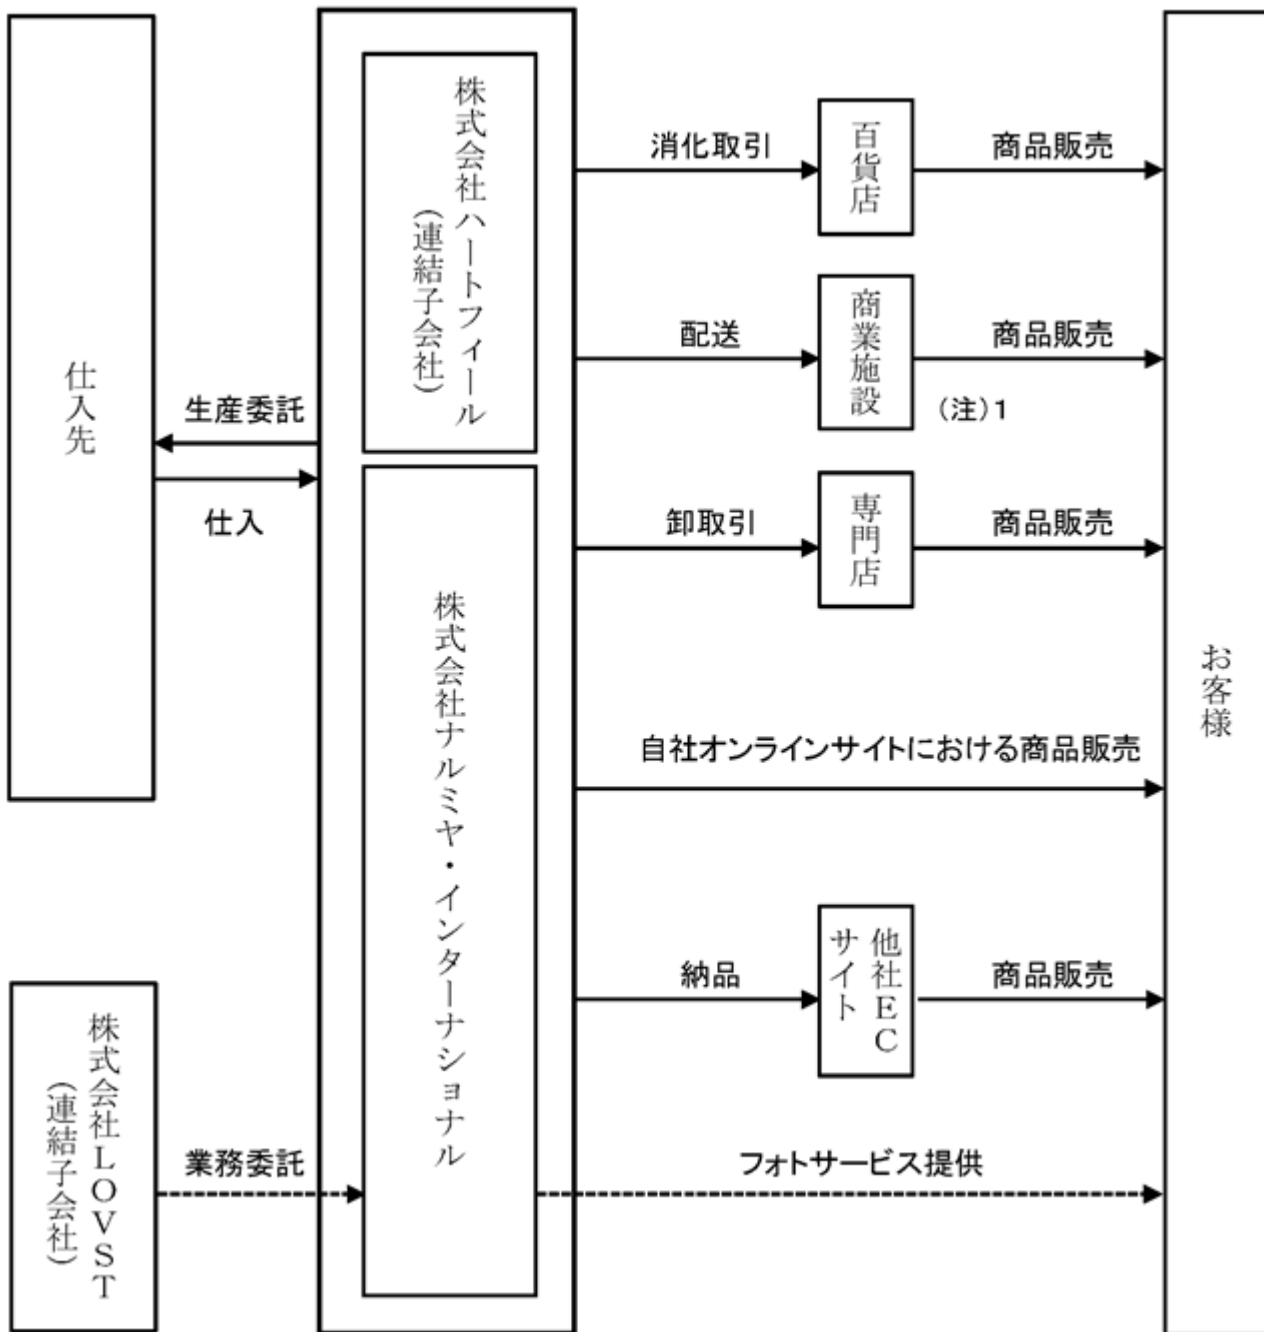 仕入先
生産委託
仕入
株式会社ハートフィール
(連結子会社)
株式会社ナルミヤ・インターナショナル
株式会社LOVST
(連結子会社)
業務委託
消化取引
百貨店
商品販売
配送
商業施設
商品販売
(注)1
卸取引
専門店
商品販売
自社オンラインサイトにおける商品販売
納品
他社EC
サイト
商品販売
フォトサービス提供
お客様